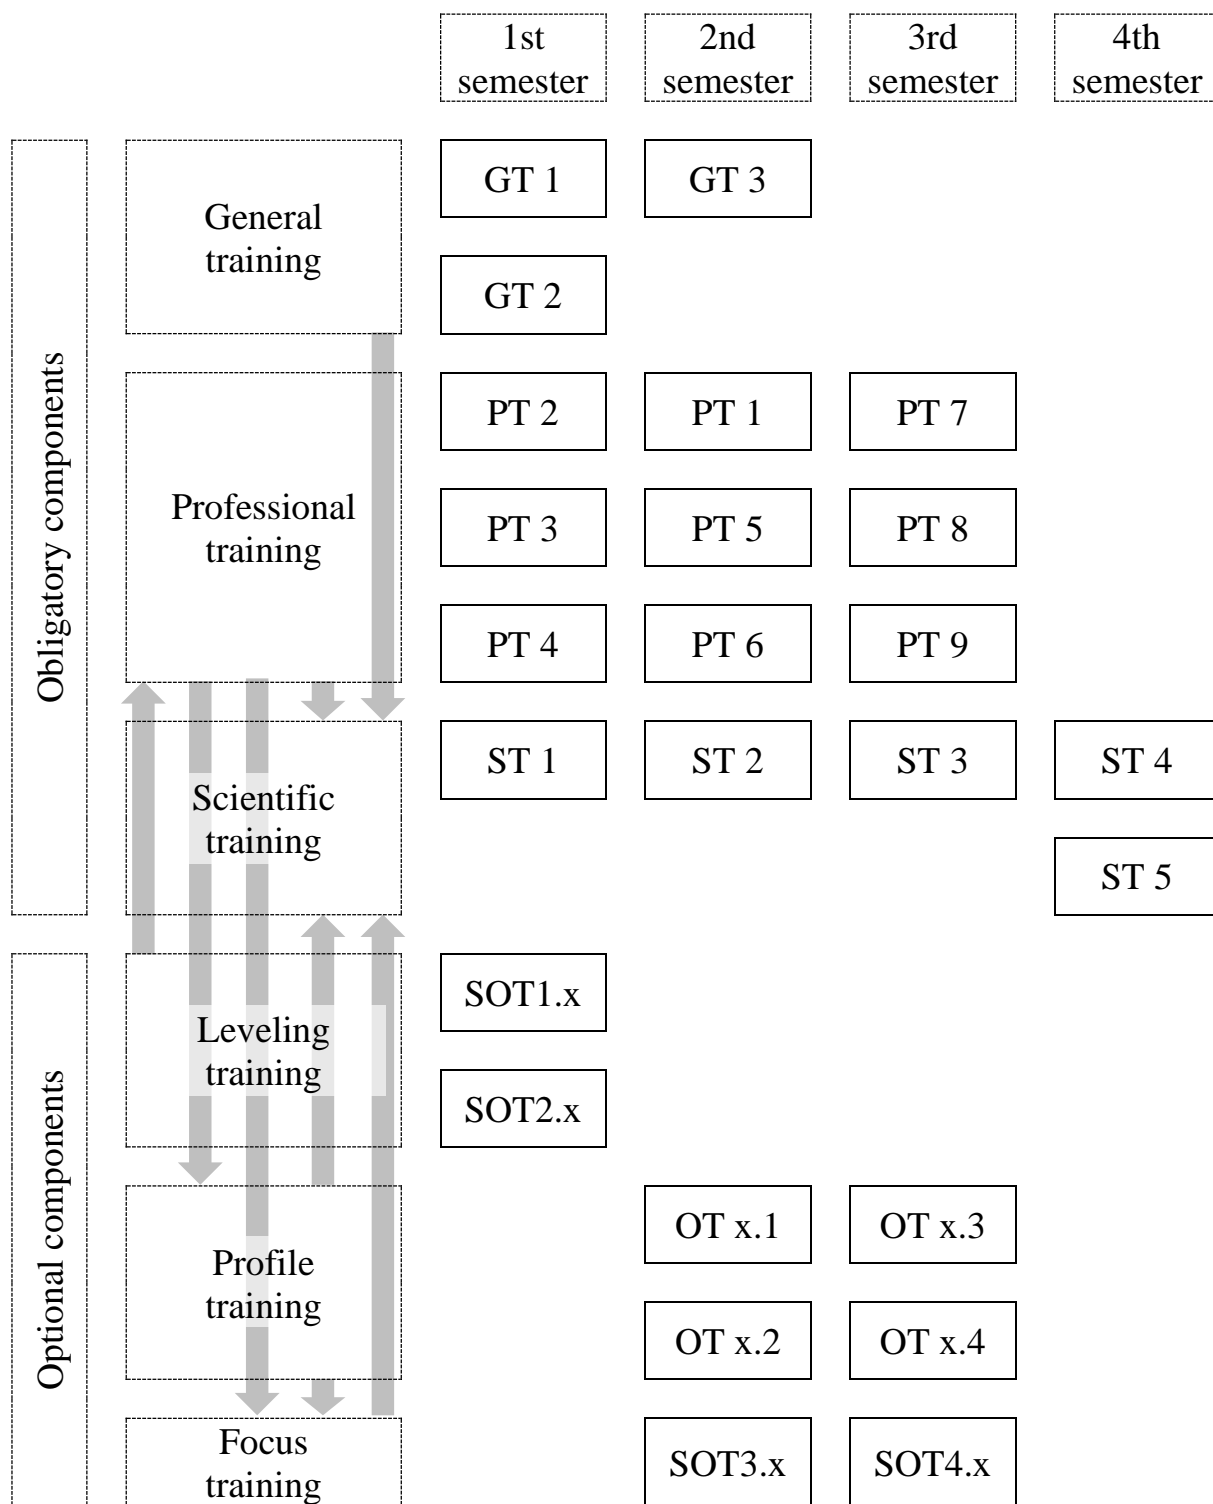 1st
semester
2nd
semester
3rd
semester
4th
semester
Obligatory components
General
training
GT 1
GT 3
GT 2
Professional
training
PT 2
PT 1
PT 7
PT 3
PT 5
PT 8
PT 4
PT 6
PT 9
Scientific
training
ST 1
ST 2
ST 3
ST 4
ST 5
Optional components
Leveling
training
SOT1.x
SOT2.x
Profile
training
OT x.1
OT x.3
OT x.2
OT x.4
Focus
training
SOT3.x
SOT4.x